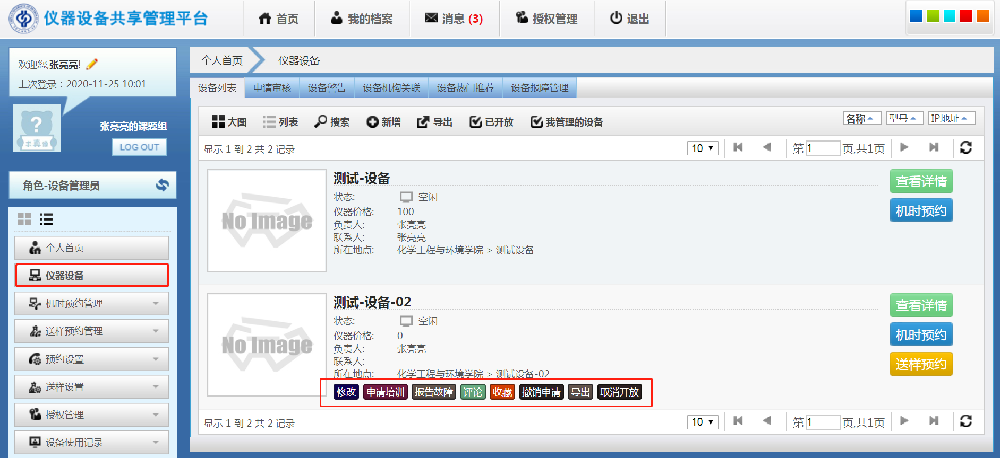 仪器设备共享管理平台
首页
我的档案
消息 (3)
授权管理
退出
欢迎您,张亮亮!
上次登录：2020-11-25 10:01
?
求真像
张亮亮的课题组
LOG OUT
角色-设备管理员
个人首页
仪器设备
机时预约管理
送样预约管理
预约设置
送样设置
授权管理
设备使用记录
个人首页
仪器设备
设备列表
申请审核
设备警告
设备机构关联
设备热门推荐
设备报障管理
大图
列表
搜索
新增
导出
已开放
我管理的设备
名称
型号
IP地址
显示 1 到 2 共 2 记录
10
第 1 页,共1页
No Image
测试-设备
状态: 空闲
仪器价格: 100
负责人: 张亮亮
联系人: 张亮亮
所在地点: 化学工程与环境学院 > 测试设备
查看详情
机时预约
No Image
测试-设备-02
状态: 空闲
仪器价格: 0
负责人: 张亮亮
联系人: --
所在地点: 化学工程与环境学院 > 测试设备-02
修改 申请培训 报告故障 评论 收藏 撤销申请 导出 取消开放
查看详情
机时预约
送样预约
显示 1 到 2 共 2 记录
10
第 1 页,共1页